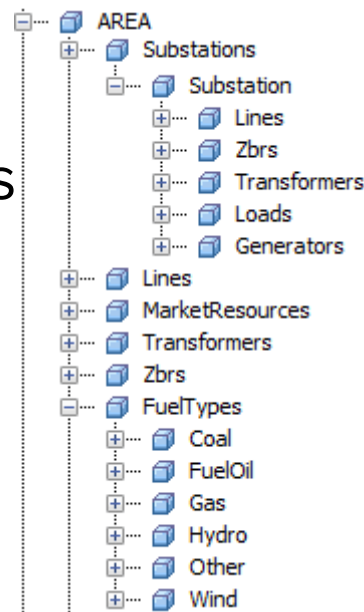 AREA
Substations
Substation
Lines
Zbrs
Transformers
s
Loads
Generators
Lines
MarketResources
Transformers
Zbrs
FuelTypes
Coal
FuelOil
Gas
Hydro
Other
Wind